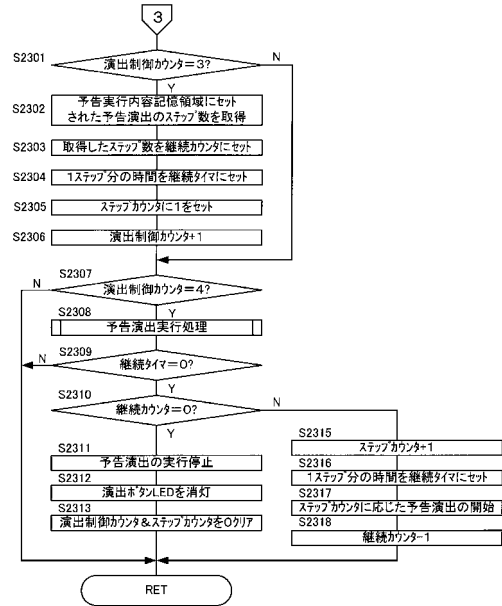 3
S2301
演出制御カウンタ=3?
N
Y
S2302
予告実行内容記憶領域にセット
された予告演出のステップ数を取得
S2303
取得したステップ数を継続カウンタにセット
S2304
1ステップ分の時間を継続タイマにセット
S2305
ステップカウンタに1をセット
S2306
演出制御カウンタ+1
S2307
N
演出制御カウンタ=4?
Y
S2308
予告演出実行処理
S2309
N
継続タイマ=0?
Y
S2310
継続カウンタ=0?
N
Y
S2311
予告演出の実行停止
S2312
演出ボタンLEDを消灯
S2313
演出制御カウンタ&ステップカウンタを0クリア
S2315
ステップカウンタ+1
S2316
1ステップ分の時間を継続タイマにセット
S2317
ステップカウンタに応じた予告演出の開始
S2318
継続カウンタ-1
RET